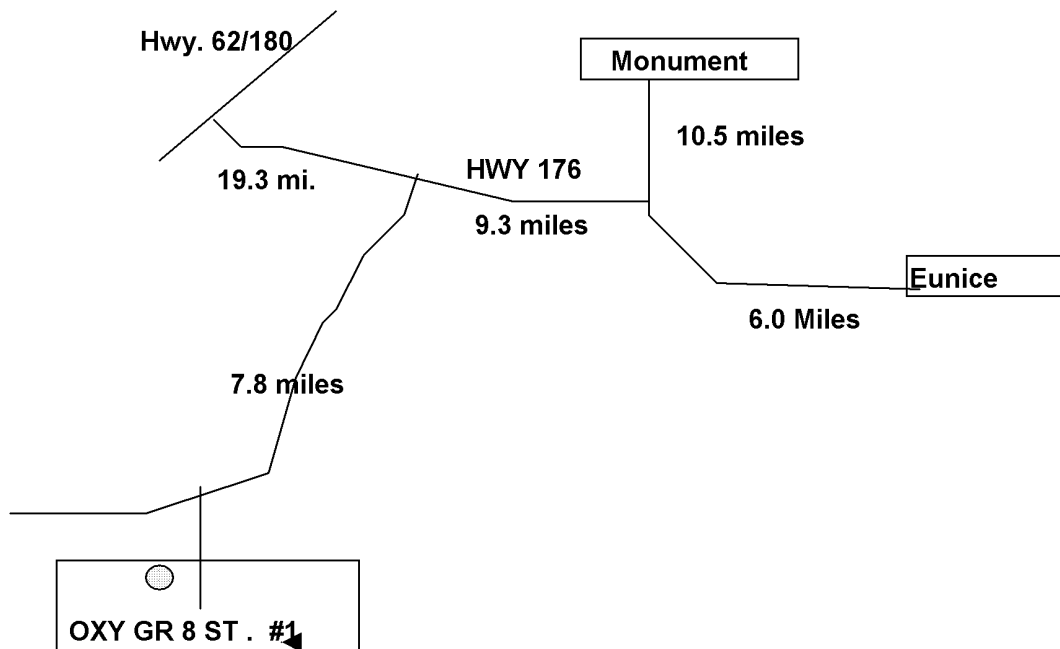 Hwy. 62/180
Monument
10.5 miles
HWY 176
19.3 mi.
9.3 miles
Eunice
6.0 Miles
7.8 miles
OXY GR 8 ST . #1